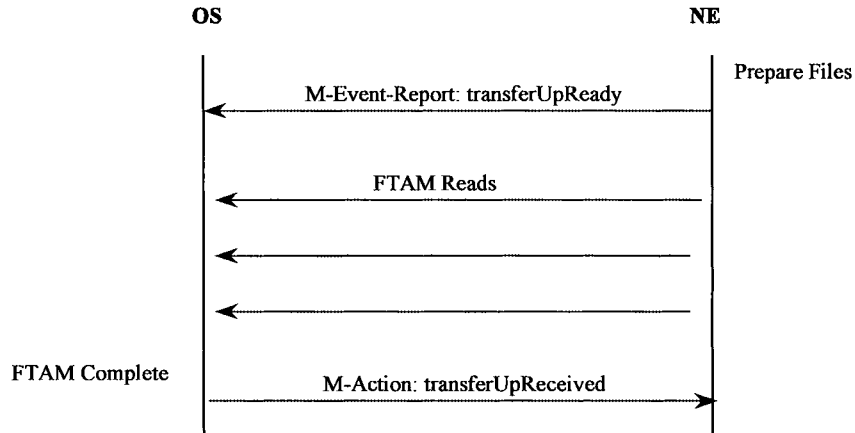 OS NE
Prepare Files
M-Event-Report: transferUpReady
FTAM Reads
FTAM Complete
M-Action: transferUpReceived